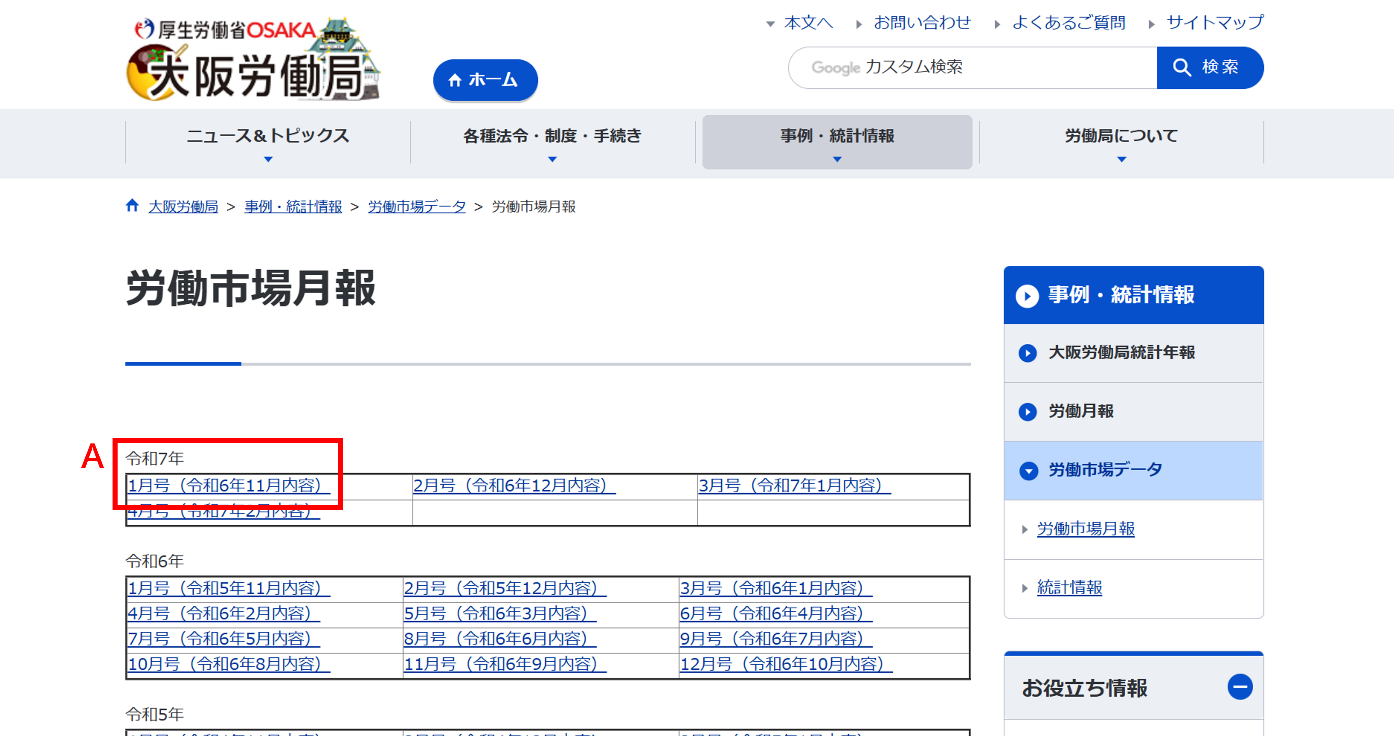 厚生労働省OSAKA
大阪労働局
ホーム
本文へ お問い合わせ よくあるご質問 サイトマップ
Google カスタム検索
検索
ニュース&トピックス 各種法令・制度・手続き 事例・統計情報 労働局について
大阪労働局 > 事例・統計情報 > 労働市場データ > 労働市場月報
労働市場月報
A
令和7年
1月号（令和6年11月内容） 2月号（令和6年12月内容） 3月号（令和7年1月内容）
4月号（令和7年2月内容）
令和6年
1月号（令和5年11月内容） 2月号（令和5年12月内容） 3月号（令和6年1月内容）
4月号（令和6年2月内容） 5月号（令和6年3月内容） 6月号（令和6年4月内容）
7月号（令和6年5月内容） 8月号（令和6年6月内容） 9月号（令和6年7月内容）
10月号（令和6年8月内容） 11月号（令和6年9月内容） 12月号（令和6年10月内容）
令和5年
事例・統計情報
大阪労働局統計年報
労働月報
労働市場データ
労働市場月報
統計情報
お役立ち情報